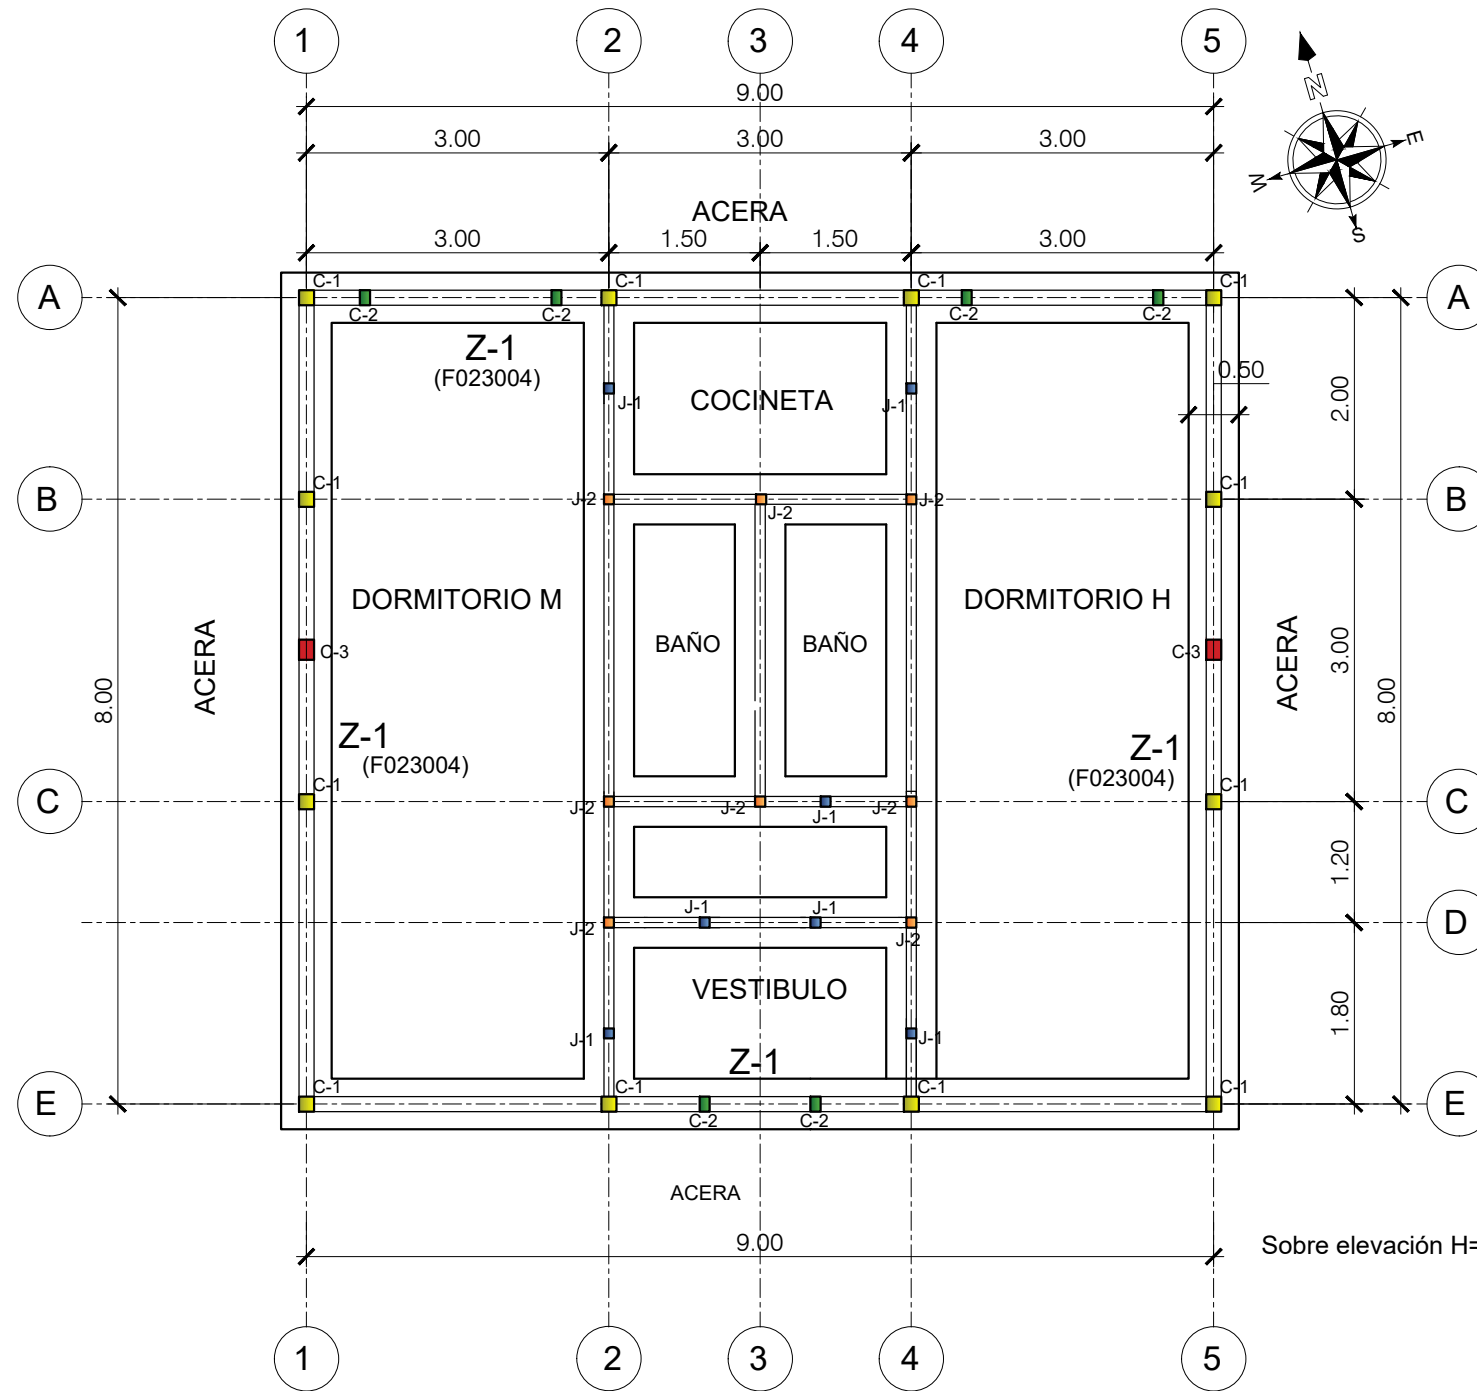 1 2 3 4 5
9.00
3.00 3.00 3.00
N
E
W
S
ACERA
3.00 1.50 1.50 3.00
C-1 C-1 C-1 C-1
A A
C-2 C-2 C-2 C-2
Z-1
(F023004)
0.50
2.00
COCINETA
J-1 J-1
C-1 C-1
B J-2 J-2 B
J-2
DORMITORIO M DORMITORIO H
BAÑO BAÑO
ACERA ACERA
C-3 C-3
3.00
8.00 8.00
Z-1 Z-1
(F023004) (F023004)
C-1 C-1
C J-2 J-2 J-2 C
J-1
1.20
J-1 J-1
J-2 J-2 D
VESTIBULO
1.80
J-1 J-1
Z-1
C-1 C-1 C-1 C-1
E E
C-2 C-2
ACERA
9.00
Sobre elevación H=
1 2 3 4 5